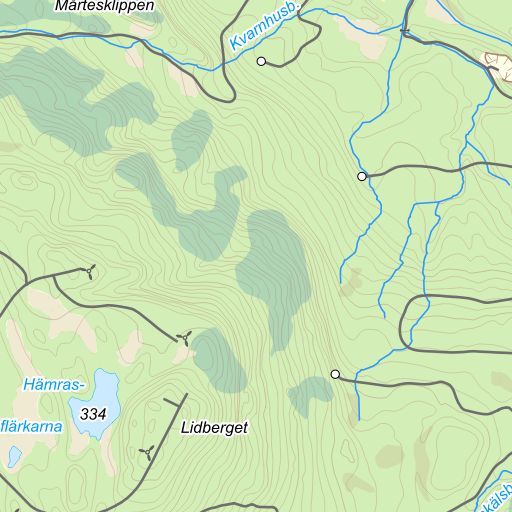 Mårtesklippen
Kvarnhusb.
Hämras-
flärkarna
334
Lidberget
kälsb